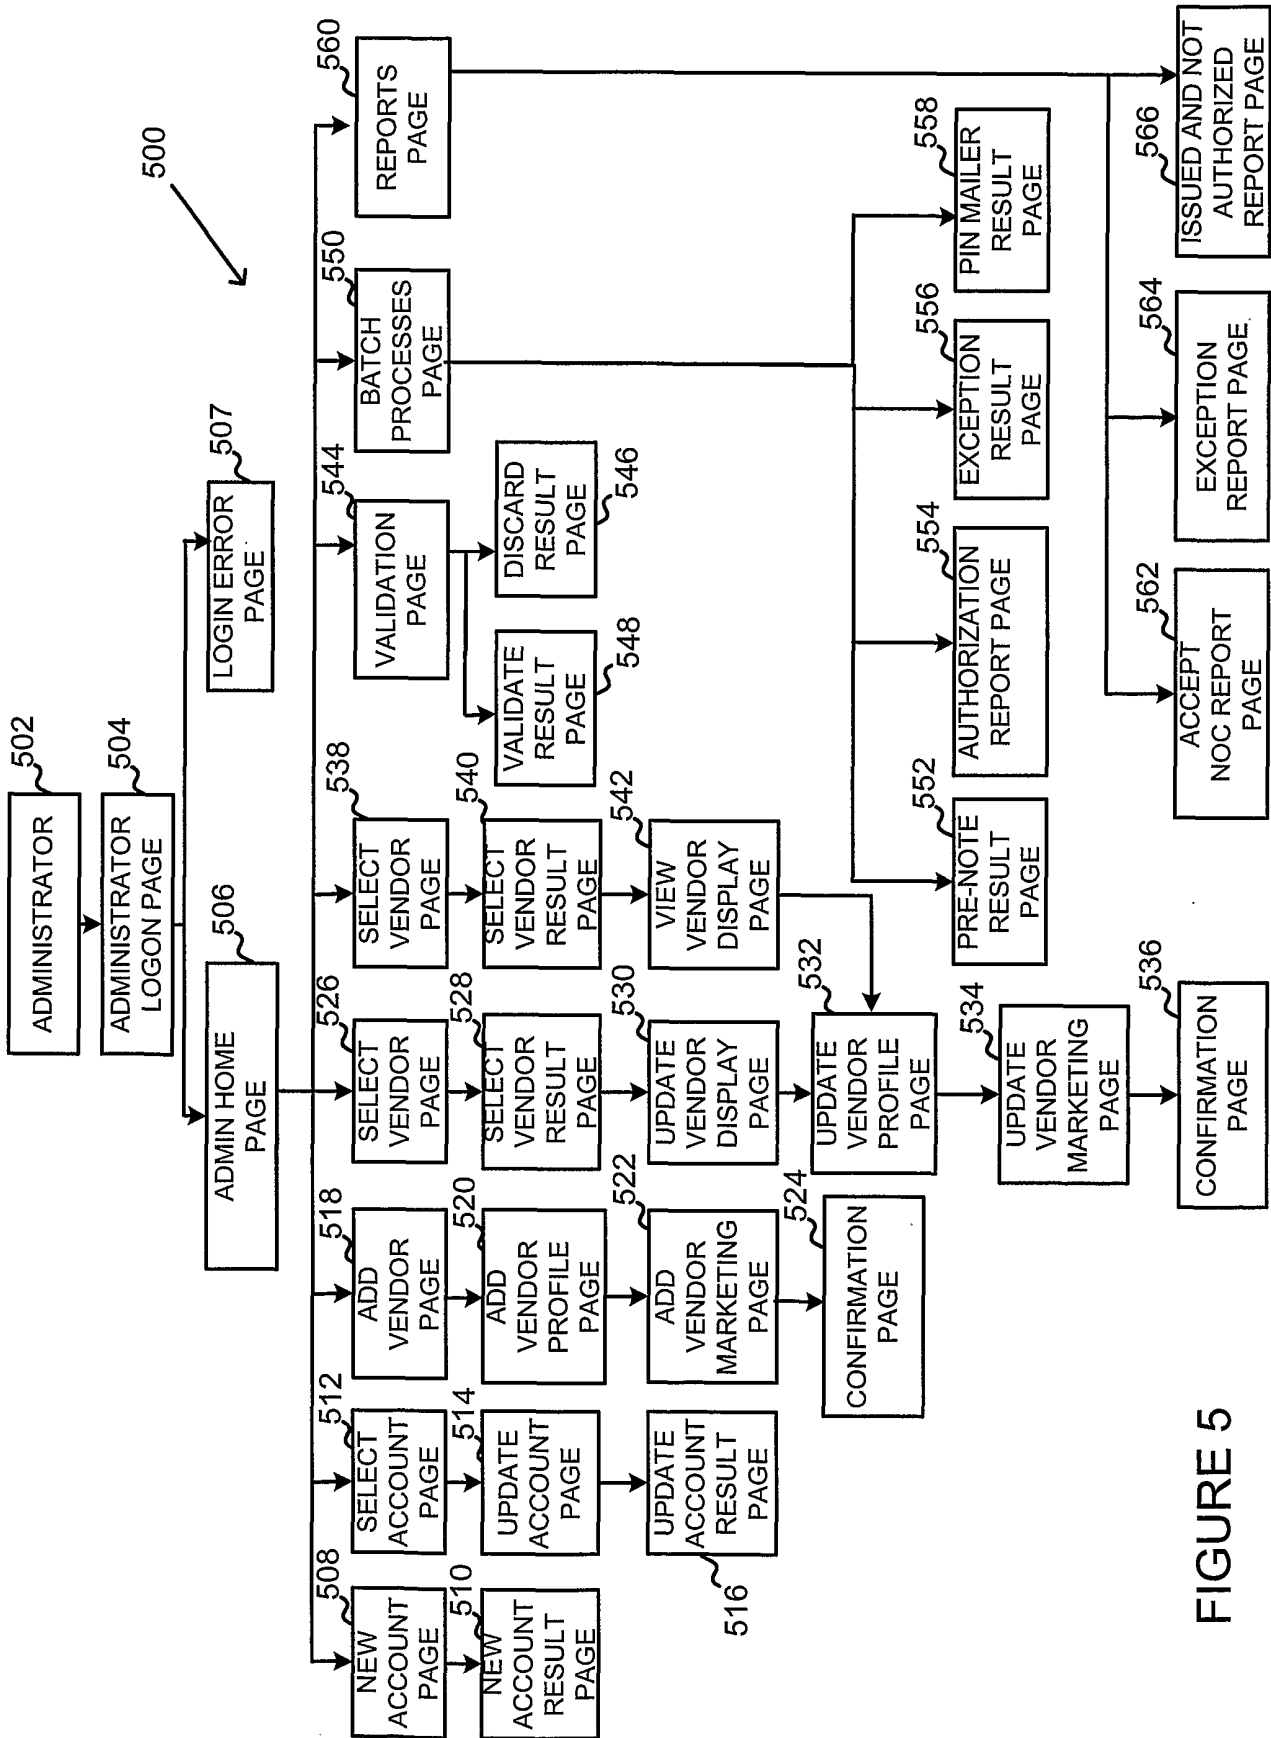 500
ADMINISTRATOR
502
ADMINISTRATOR
LOGON PAGE
504
ADMIN HOME
PAGE
506
LOGIN ERROR
PAGE
507
NEW
ACCOUNT
PAGE
508
SELECT
ACCOUNT
PAGE
512
ADD
VENDOR
PAGE
518
SELECT
VENDOR
PAGE
526
SELECT
VENDOR
PAGE
538
VALIDATION
PAGE
544
BATCH
PROCESSES
PAGE
550
REPORTS
PAGE
560
NEW
ACCOUNT
RESULT
PAGE
510
UPDATE
ACCOUNT
PAGE
514
ADD
VENDOR
PROFILE
PAGE
520
SELECT
VENDOR
RESULT
PAGE
528
SELECT
VENDOR
RESULT
PAGE
540
VALIDATE
RESULT
PAGE
548
DISCARD
RESULT
PAGE
546
UPDATE
ACCOUNT
RESULT
PAGE
516
ADD
VENDOR
MARKETING
PAGE
522
UPDATE
VENDOR
DISPLAY
PAGE
530
VIEW
VENDOR
DISPLAY
PAGE
542
CONFIRMATION
PAGE
524
UPDATE
VENDOR
PROFILE
PAGE
532
PRE-NOTE
RESULT
PAGE
552
AUTHORIZATION
REPORT PAGE
554
EXCEPTION
RESULT
PAGE
556
PIN MAILER
RESULT
PAGE
558
UPDATE
VENDOR
MARKETING
PAGE
534
CONFIRMATION
PAGE
536
ACCEPT
NOC REPORT
PAGE
562
EXCEPTION
REPORT PAGE
564
ISSUED AND NOT
AUTHORIZED
REPORT PAGE
566
FIGURE 5